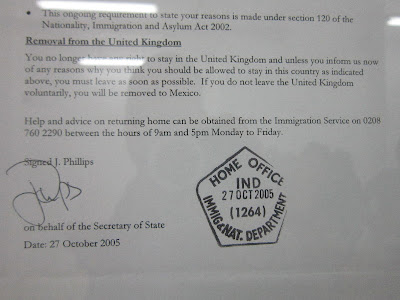 • This ongoing requirement to state your reasons is made under section 120 of the
Nationality, Immigration and Asylum Act 2002.
Removal from the United Kingdom
You no longer have any right to stay in the United Kingdom and unless you inform us now
of any reasons why you think you should be allowed to stay in this country as indicated
above, you must leave as soon as possible. If you do not leave the United Kingdom
voluntarily, you will be removed to Mexico.
Help and advice on returning home can be obtained from the Immigration Service on 0208
760 2290 between the hours of 9am and 5pm Monday to Friday.
Signed J. Phillips
HOME OFFICE
IND
27 OCT 2005
(1264)
IMMIG & NAT. DEPARTMENT
on behalf of the Secretary of State
Date: 27 October 2005